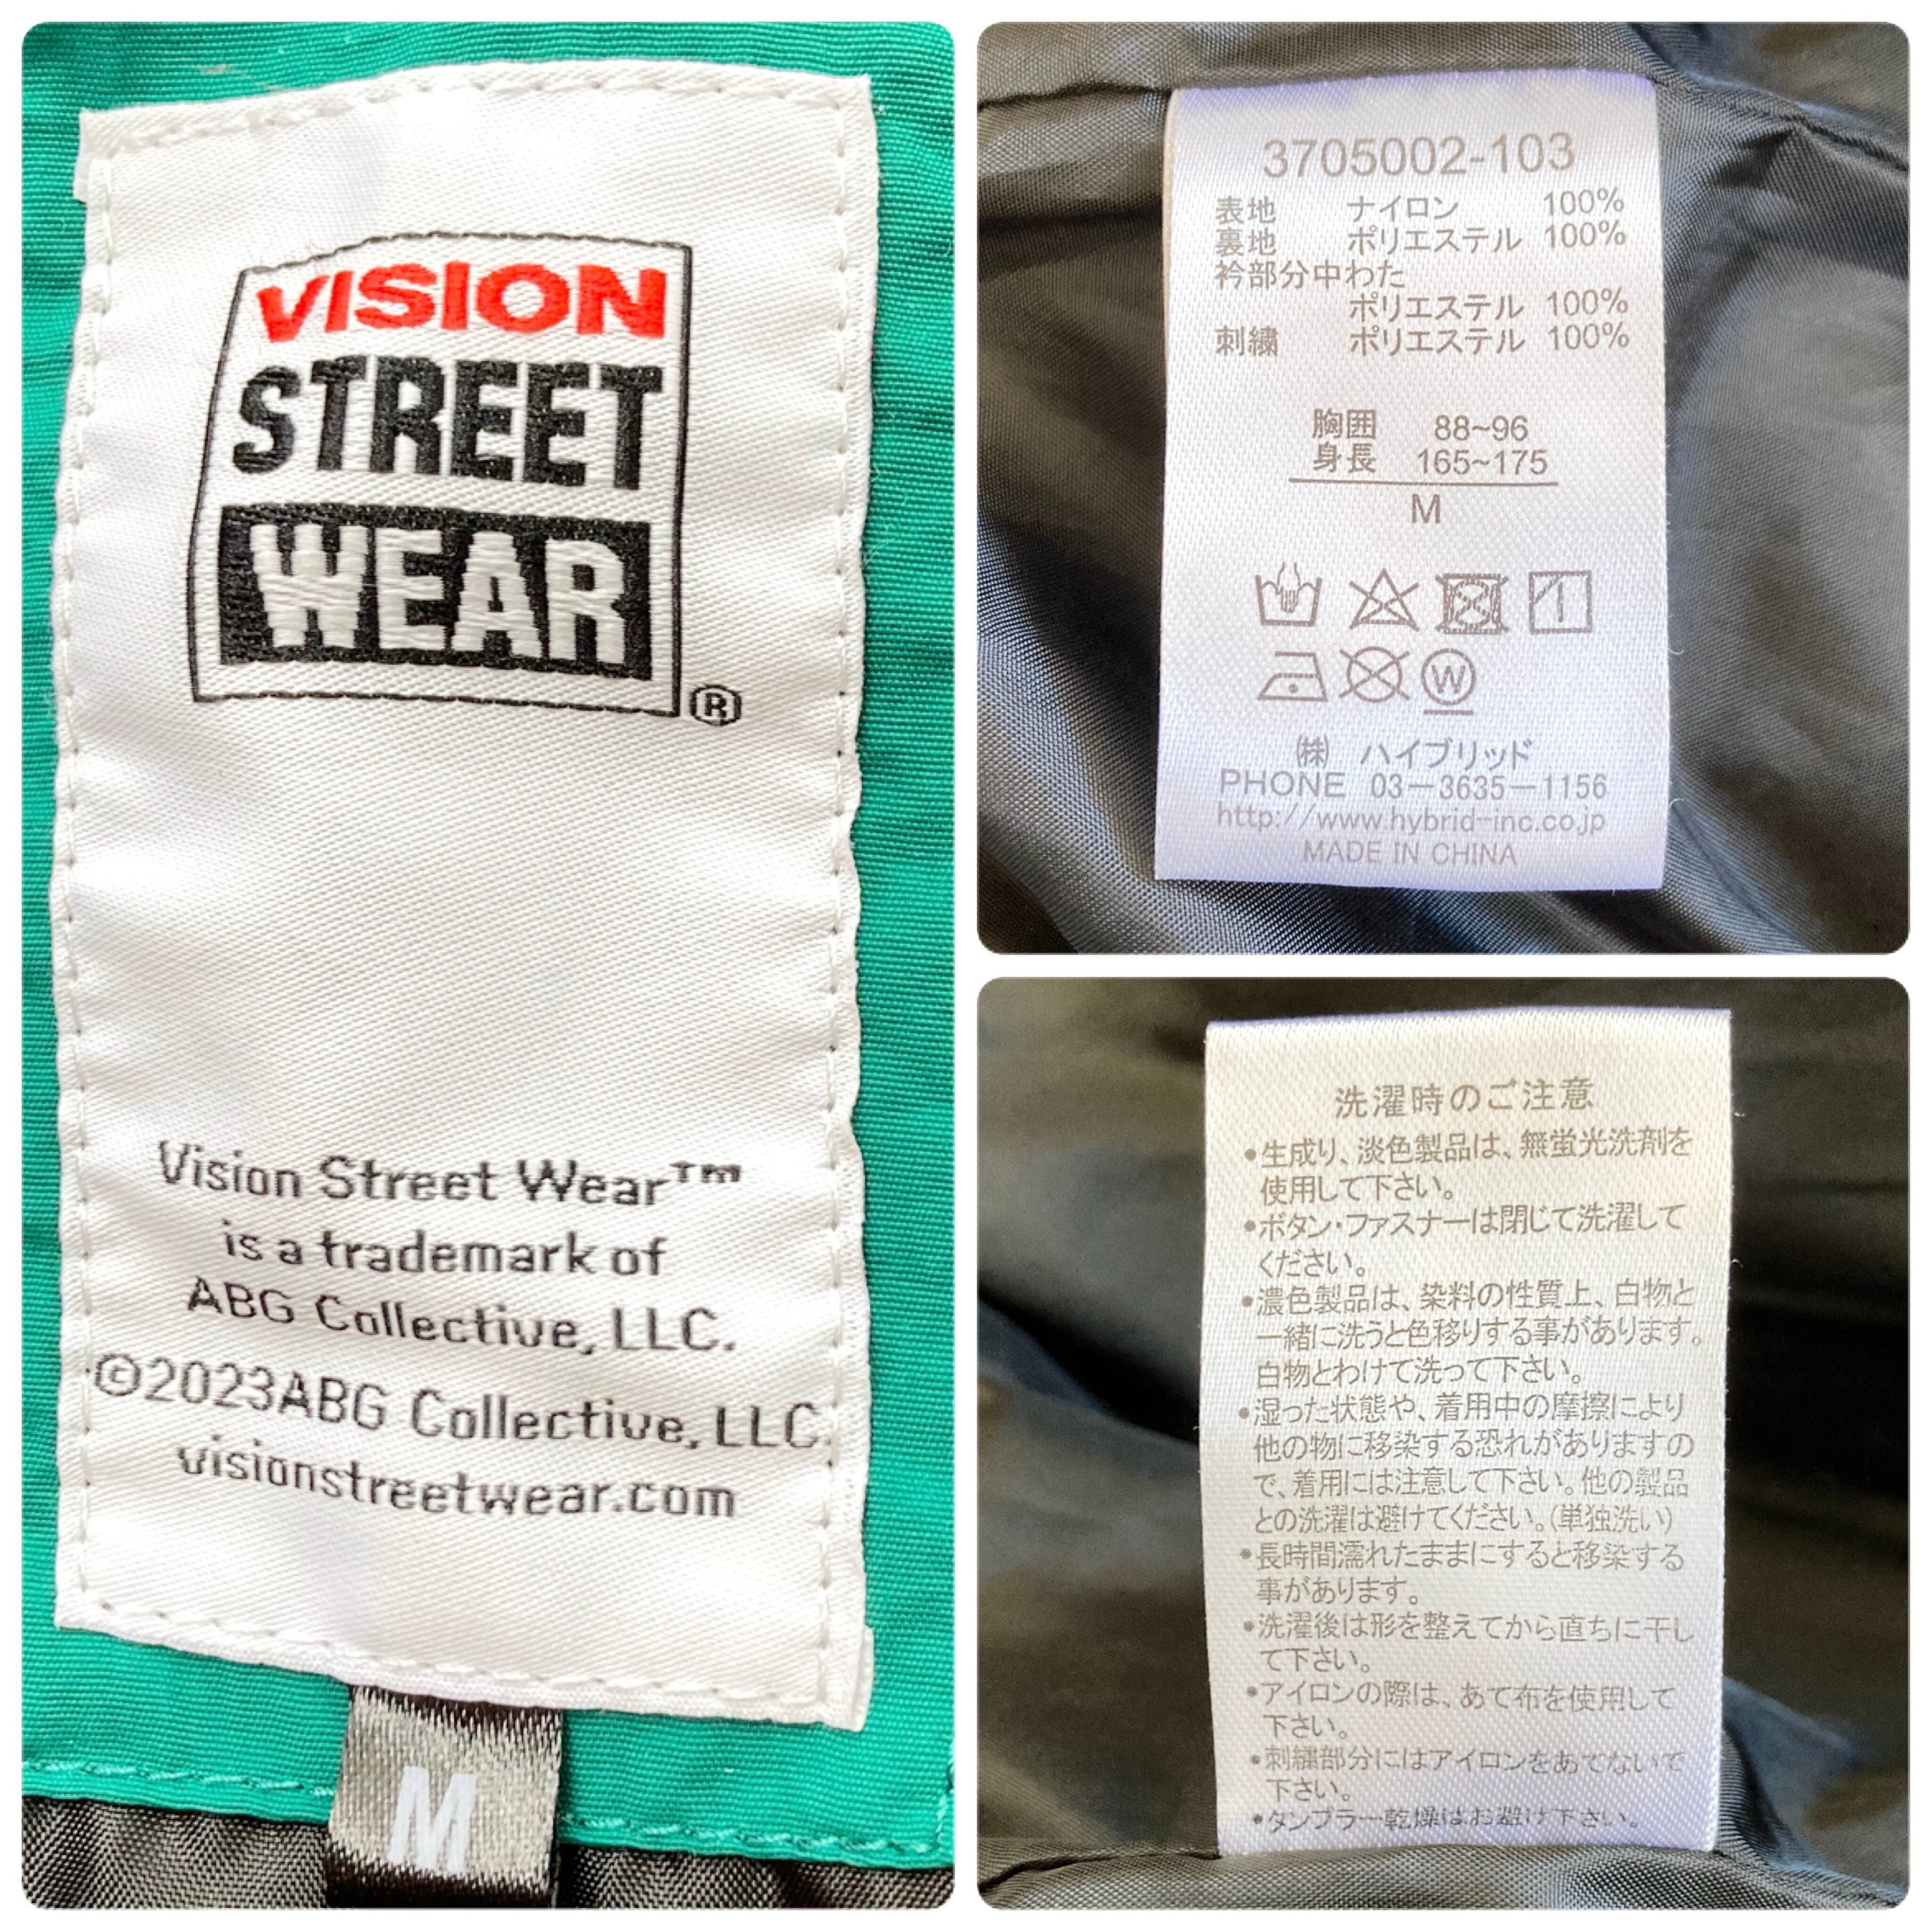 VISION
STREET
WEAR
®
Vision Street Wear™
is a trademark of
ABG Collective, LLC.
©2023ABG Collective, LLC.
visionstreetwear.com
M
3705002-103
表地 ナイロン 100%
裏地 ポリエステル 100%
衿部分中わた
ポリエステル 100%
刺繍 ポリエステル 100%
胸囲 88~96
身長 165~175
M
W
㈱ ハイブリッド
PHONE 03-3635-1156
http://www.hybrid-inc.co.jp
MADE IN CHINA
洗濯時のご注意
•生成り、淡色製品は、無蛍光洗剤を
使用して下さい。
•ボタン・ファスナーは閉じて洗濯して
ください。
•濃色製品は、染料の性質上、白物と
一緒に洗うと色移りする事があります。
白物とわけて洗って下さい。
•湿った状態や、着用中の摩擦により
他の物に移染する恐れがありますの
で、着用には注意して下さい。他の製品
との洗濯は避けてください。(単独洗い)
•長時間濡れたままにすると移染する
事があります。
•洗濯後は形を整えてから直ちに干し
て下さい。
•アイロンの際は、あて布を使用して
下さい。
•刺繍部分にはアイロンをあてないで
下さい。
•タンブラー乾燥はお避け下さい。